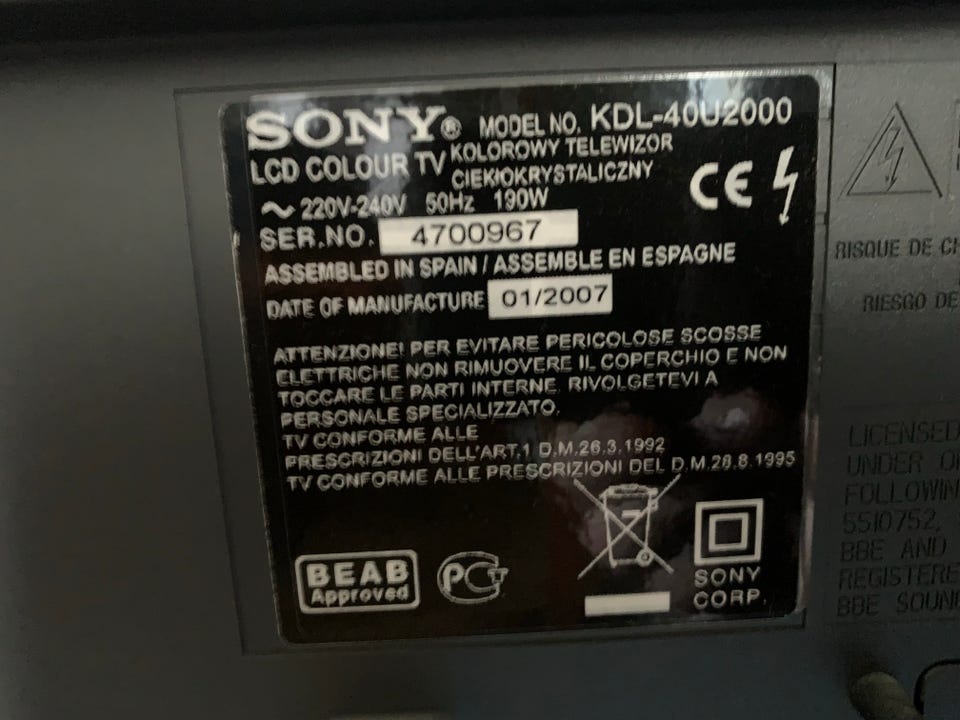 SONY® MODEL NO. KDL-40U2000
LCD COLOUR TV KOLOROWY TELEWIZOR
CIEKŁOKRYSTALICZNY
~ 220V-240V 50Hz 190W
SER.NO. 4700967
ASSEMBLED IN SPAIN / ASSEMBLE EN ESPAGNE
DATE OF MANUFACTURE 01/2007
ATTENZIONE! PER EVITARE PERICOLOSE SCOSSE
ELETTRICHE NON RIMUOVERE IL COPERCHIO E NON
TOCCARE LE PARTI INTERNE. RIVOLGETEVI A
PERSONALE SPECIALIZZATO.
TV CONFORME ALLE
PRESCRIZIONI DELL'ART.1 D.M.26.3.1992
TV CONFORME ALLE PRESCRIZIONI DEL D.M.28.8.1995
BEAB
Approved
PCT
SONY
CORP.
CE
RISQUE DE CH
RIESGO DE
LICENSED
UNDER O
FOLLOWIN
5510752,
BBE AND
REGISTERE
BBE SOUN